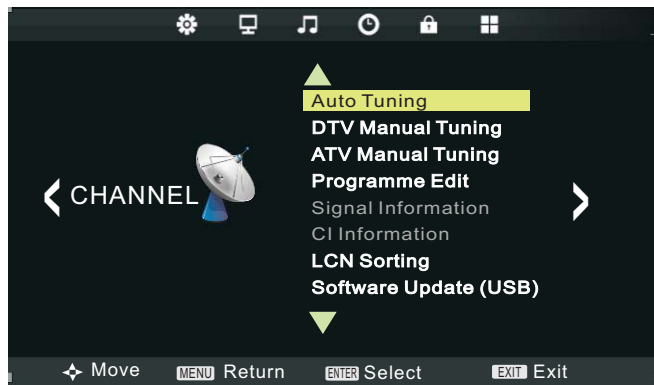 CHANNEL
Auto Tuning
DTV Manual Tuning
ATV Manual Tuning
Programme Edit
Signal Information
CI Information
LCN Sorting
Software Update (USB)
Move MENU Return ENTER Select EXIT Exit